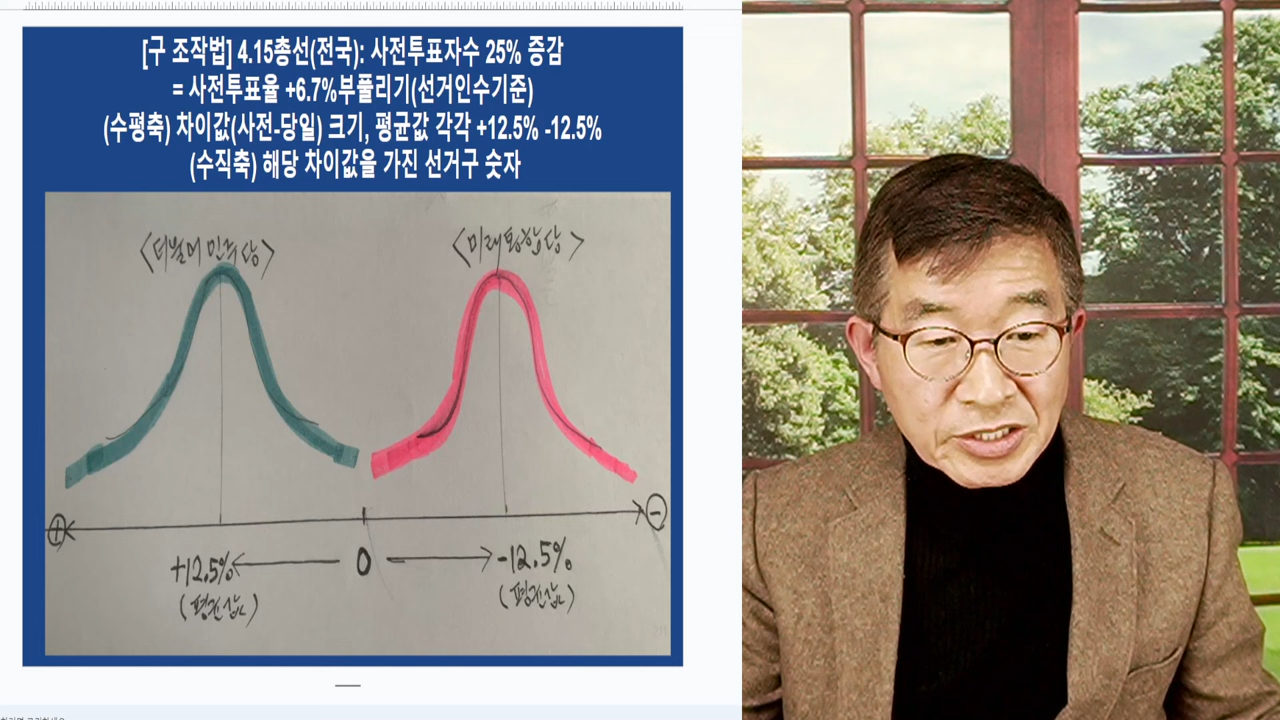 [구 조작법] 4.15총선(전국): 사전투표자수 25% 증감
= 사전투표율 +6.7%부풀리기(선거인수기준)
(수평축) 차이값(사전-당일) 크기, 평균값 각각 +12.5% -12.5%
(수직축) 해당 차이값을 가진 선거구 숫자
<더불어민주당>
<미래통합당>
+
-
+12.5%
0
-12.5%
(평균값)
(평균값)